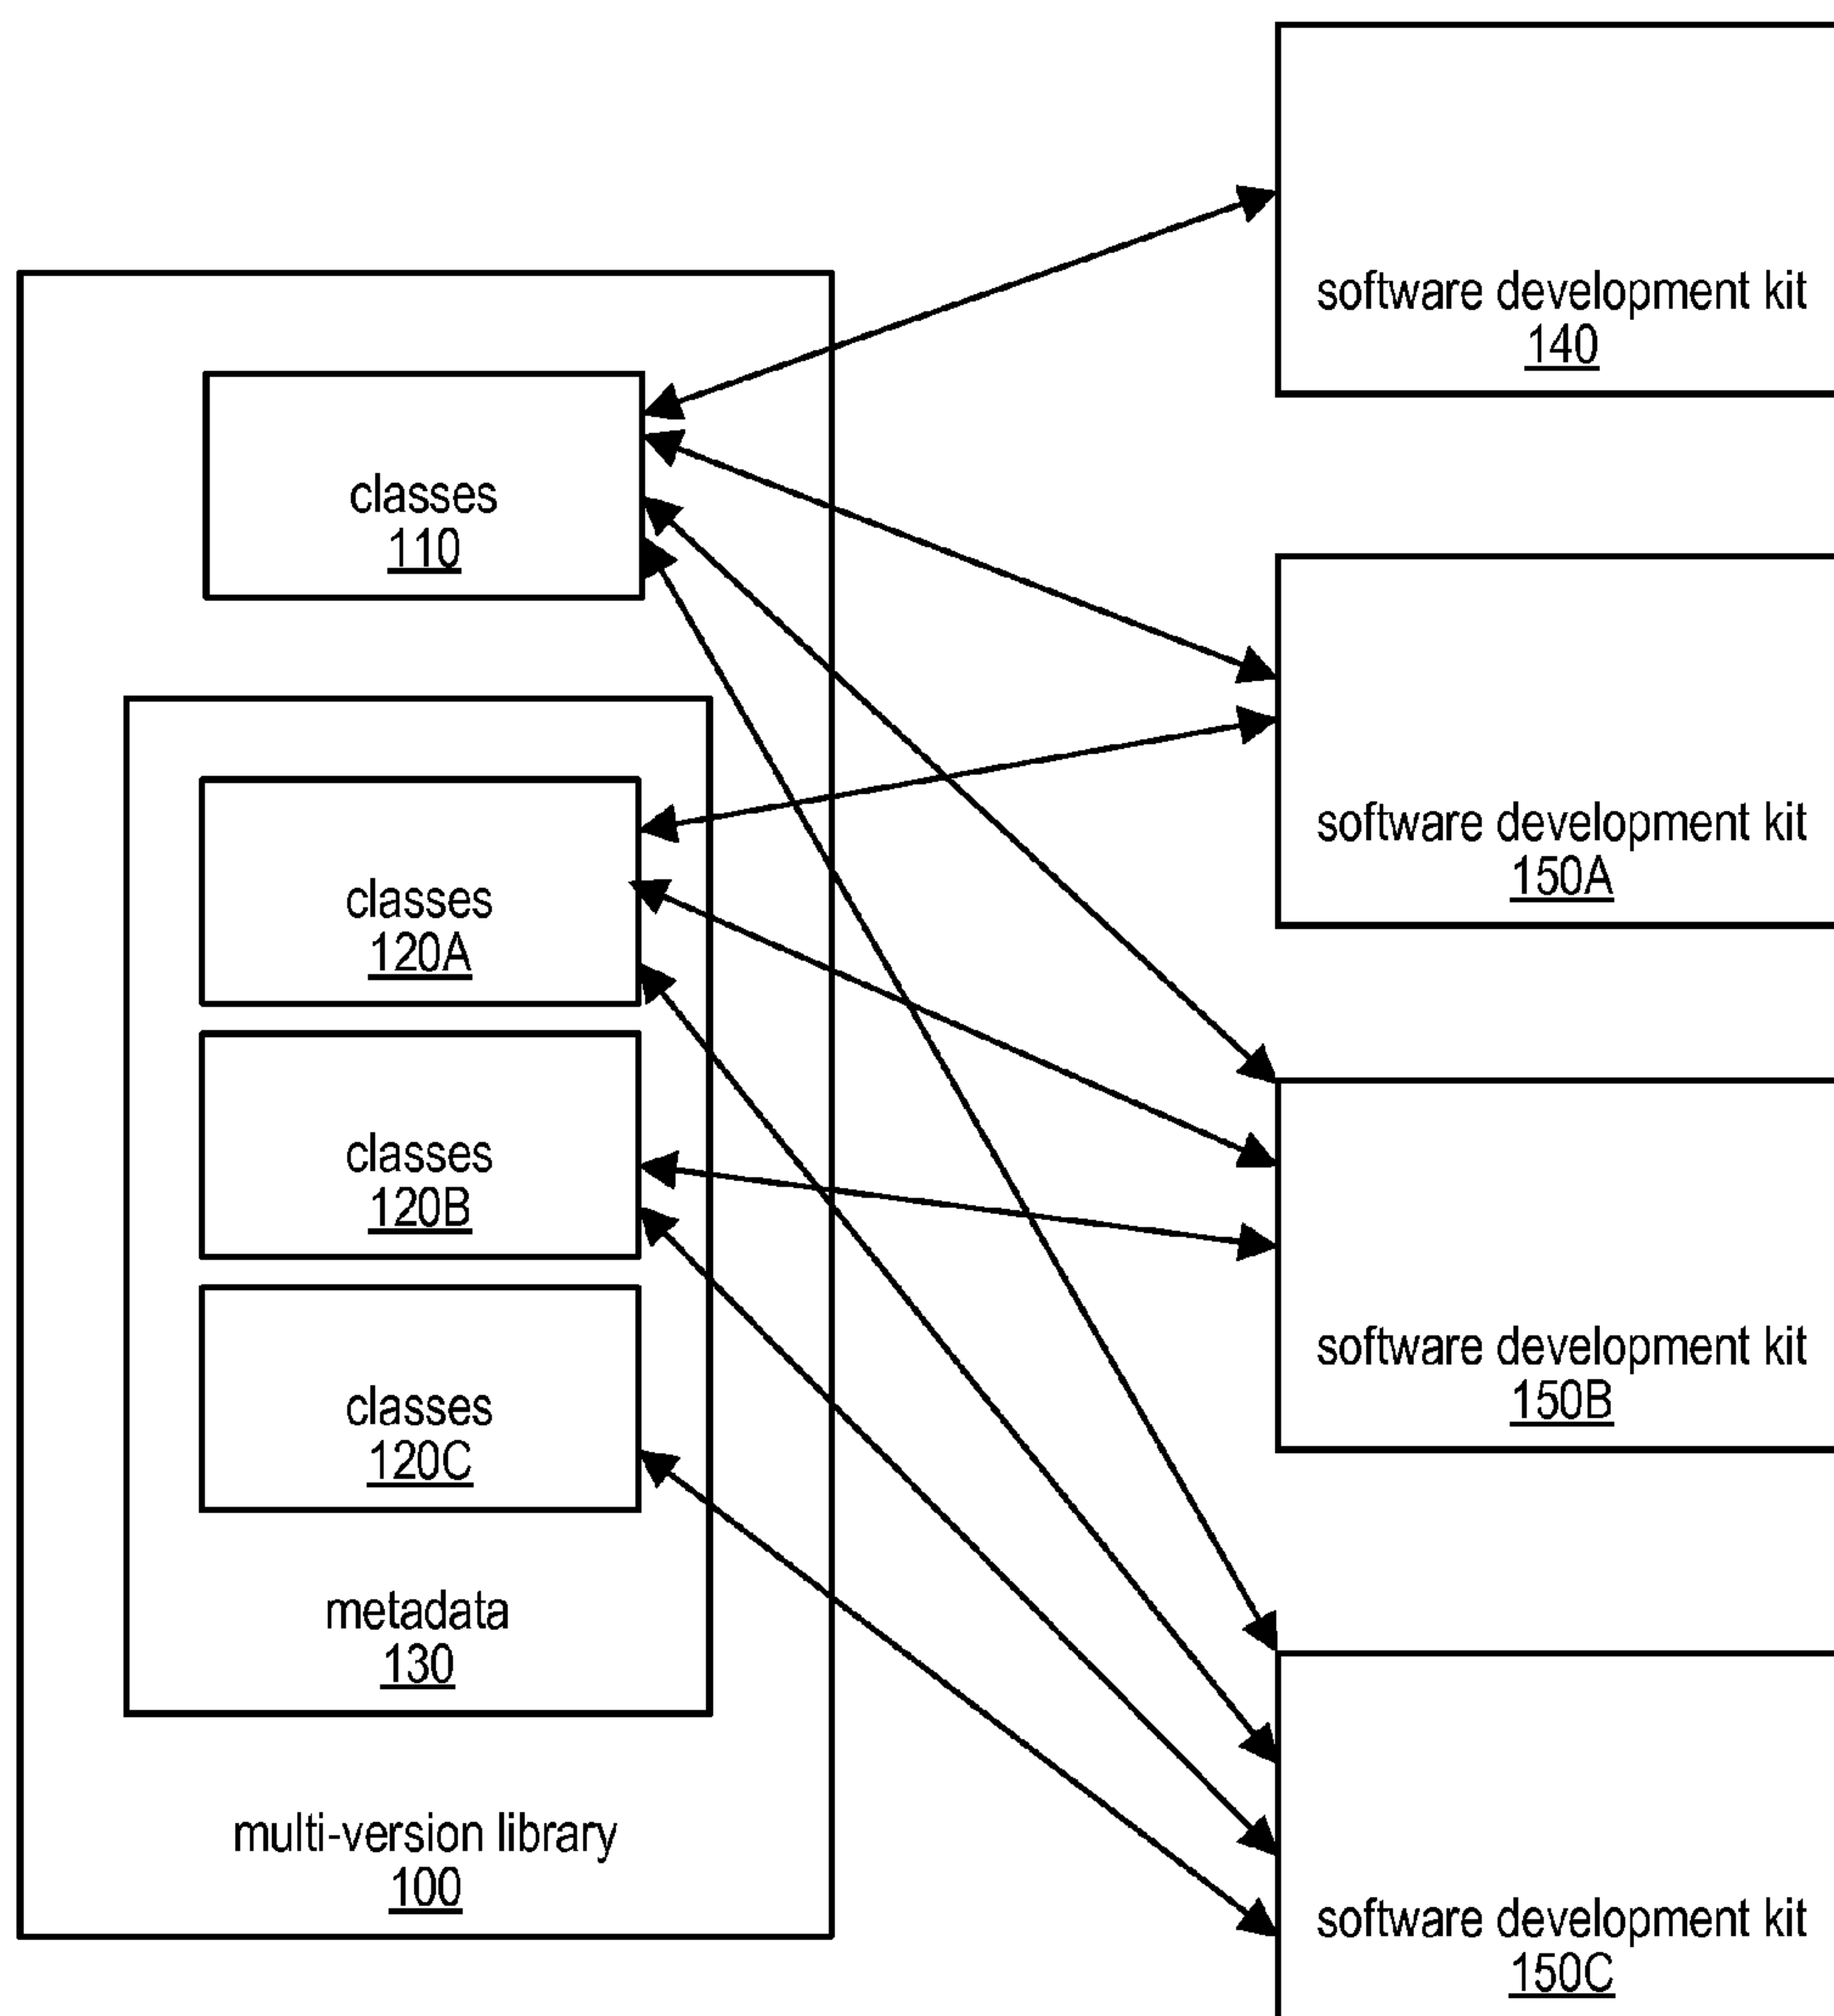 classes
110
classes
120A
classes
120B
classes
120C
metadata
130
multi-version library
100
software development kit
140
software development kit
150A
software development kit
150B
software development kit
150C